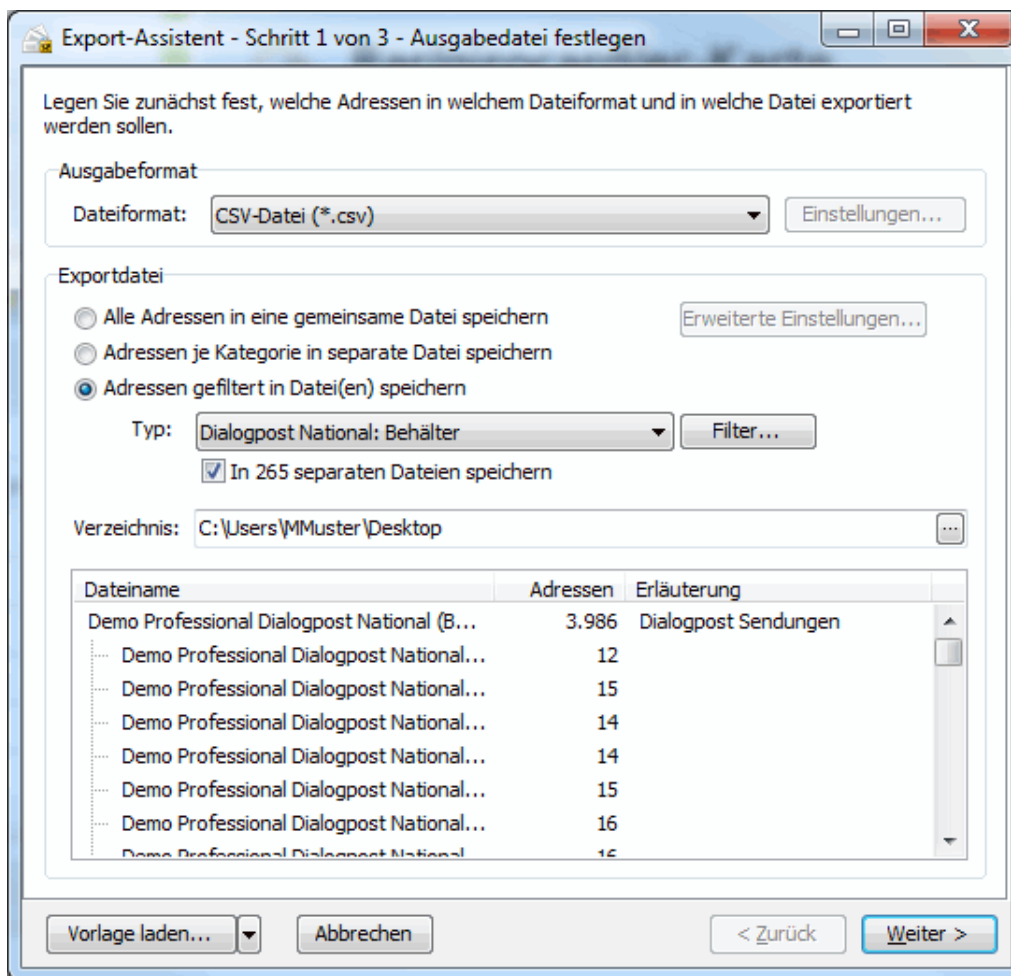 Export-Assistent - Schritt 1 von 3 - Ausgabedatei festlegen
Legen Sie zunächst fest, welche Adressen in welchem Dateiformat und in welche Datei exportiert
werden sollen.
Ausgabeformat
Dateiformat: CSV-Datei (*.csv) Einstellungen...
Exportdatei
Alle Adressen in eine gemeinsame Datei speichern Erweiterte Einstellungen...
Adressen je Kategorie in separate Datei speichern
Adressen gefiltert in Datei(en) speichern
Typ: Dialogpost National: Behälter Filter...
In 265 separaten Dateien speichern
Verzeichnis: C:\Users\MMuster\Desktop ...
Dateiname Adressen Erläuterung
Demo Professional Dialogpost National (B... 3.986 Dialogpost Sendungen
Demo Professional Dialogpost National... 12
Demo Professional Dialogpost National... 15
Demo Professional Dialogpost National... 14
Demo Professional Dialogpost National... 14
Demo Professional Dialogpost National... 15
Demo Professional Dialogpost National... 16
Demo Professional Dialogpost National... 16
Vorlage laden... Abbrechen < Zurück Weiter >